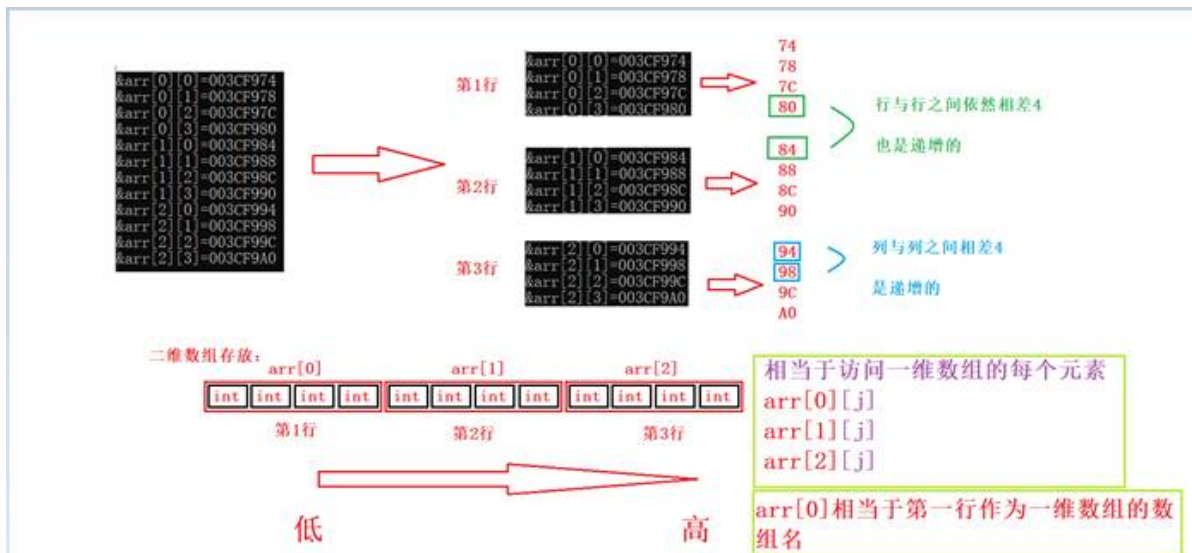 &arr[0][0]=003CF974
&arr[0][1]=003CF978
&arr[0][2]=003CF97C
&arr[0][3]=003CF980
&arr[1][0]=003CF984
&arr[1][1]=003CF988
&arr[1][2]=003CF98C
&arr[1][3]=003CF990
&arr[2][0]=003CF994
&arr[2][1]=003CF998
&arr[2][2]=003CF99C
&arr[2][3]=003CF9A0
第1行
&arr[0][0]=003CF974
&arr[0][1]=003CF978
&arr[0][2]=003CF97C
&arr[0][3]=003CF980
74
78
7C
80
行与行之间依然相差4
也是递增的
第2行
&arr[1][0]=003CF984
&arr[1][1]=003CF988
&arr[1][2]=003CF98C
&arr[1][3]=003CF990
84
88
8C
90
第3行
&arr[2][0]=003CF994
&arr[2][1]=003CF998
&arr[2][2]=003CF99C
&arr[2][3]=003CF9A0
94
98
9C
A0
列与列之间相差4
是递增的
二维数组存放：
arr[0] arr[1] arr[2]
int int int int int int int int int int int int
第1行 第2行 第3行
低 高
相当于访问一维数组的每个元素
arr[0][j]
arr[1][j]
arr[2][j]
arr[0]相当于第一行作为一维数组的数
组名